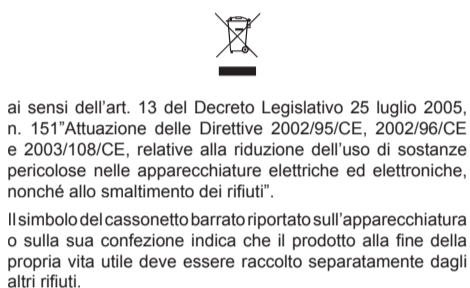 ai sensi dell'art. 13 del Decreto Legislativo 25 luglio 2005,
n. 151"Attuazione delle Direttive 2002/95/CE, 2002/96/CE
e 2003/108/CE, relative alla riduzione dell'uso di sostanze
pericolose nelle apparecchiature elettriche ed elettroniche,
nonché allo smaltimento dei rifiuti".
Il simbolo del cassonetto barrato riportato sull'apparecchiatura
o sulla sua confezione indica che il prodotto alla fine della
propria vita utile deve essere raccolto separatamente dagli
altri rifiuti.